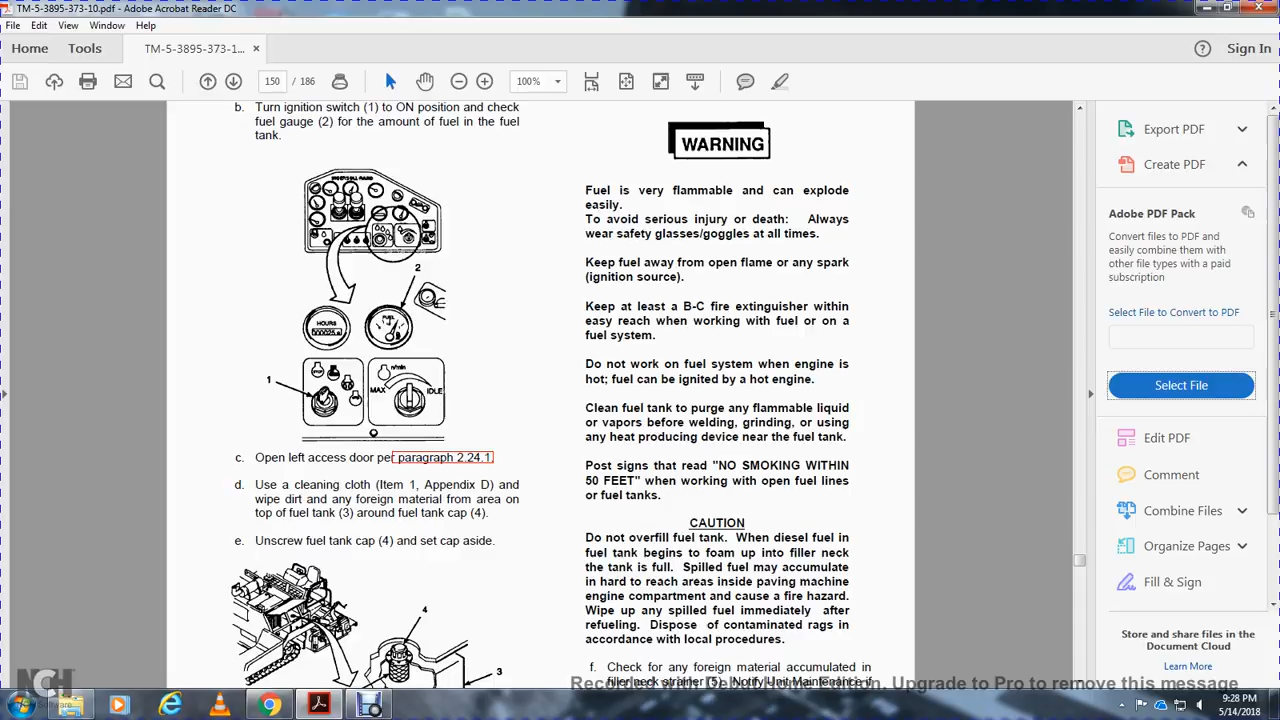 TM-5-3895-373-10.pdf - Adobe Acrobat Reader DC
File Edit View Window Help
Home Tools TM-5-3895-373-1... × ? Sign In
150 / 186 100%
b. Turn ignition switch (1) to ON position and check
fuel gauge (2) for the amount of fuel in the fuel
tank.
2
HOURS
FUEL
1
n/min
MAX
IDLE
c. Open left access door per paragraph 2.24.1
d. Use a cleaning cloth (Item 1, Appendix D) and
wipe dirt and any foreign material from area on
top of fuel tank (3) around fuel tank cap (4).
e. Unscrew fuel tank cap (4) and set cap aside.
4
3
WARNING
Fuel is very flammable and can explode
easily.
To avoid serious injury or death: Always
wear safety glasses/goggles at all times.
Keep fuel away from open flame or any spark
(ignition source).
Keep at least a B-C fire extinguisher within
easy reach when working with fuel or on a
fuel system.
Do not work on fuel system when engine is
hot; fuel can be ignited by a hot engine.
Clean fuel tank to purge any flammable liquid
or vapors before welding, grinding, or using
any heat producing device near the fuel tank.
Post signs that read "NO SMOKING WITHIN
50 FEET" when working with open fuel lines
or fuel tanks.
CAUTION
Do not overfill fuel tank. When diesel fuel in
fuel tank begins to foam up into filler neck
the tank is full. Spilled fuel may accumulate
in hard to reach areas inside paving machine
engine compartment and cause a fire hazard.
Wipe up any spilled fuel immediately after
refueling. Dispose of contaminated rags in
accordance with local procedures.
f. Check for any foreign material accumulated in
filler neck strainer (5). Notify Unit Maintenance if
Export PDF
Create PDF
Adobe PDF Pack
Convert files to PDF and
easily combine them with
other file types with a paid
subscription
Select File to Convert to PDF
Select File
Edit PDF
Comment
Combine Files
Organize Pages
Fill & Sign
Store and share files in the
Document Cloud
Learn More
NCH
Software
Upgrade to Pro to remove this message
9:28 PM
5/14/2018